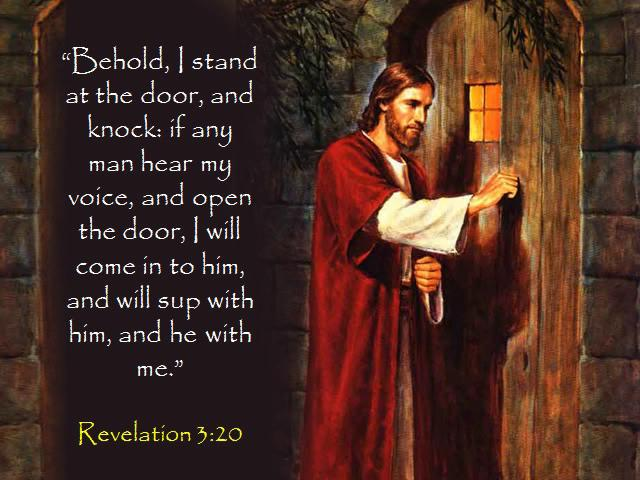 “Behold, I stand
at the door, and
knock: if any
man hear my
voice, and open
the door, I will
come in to him,
and will sup with
him, and he with
me.”
Revelation 3:20